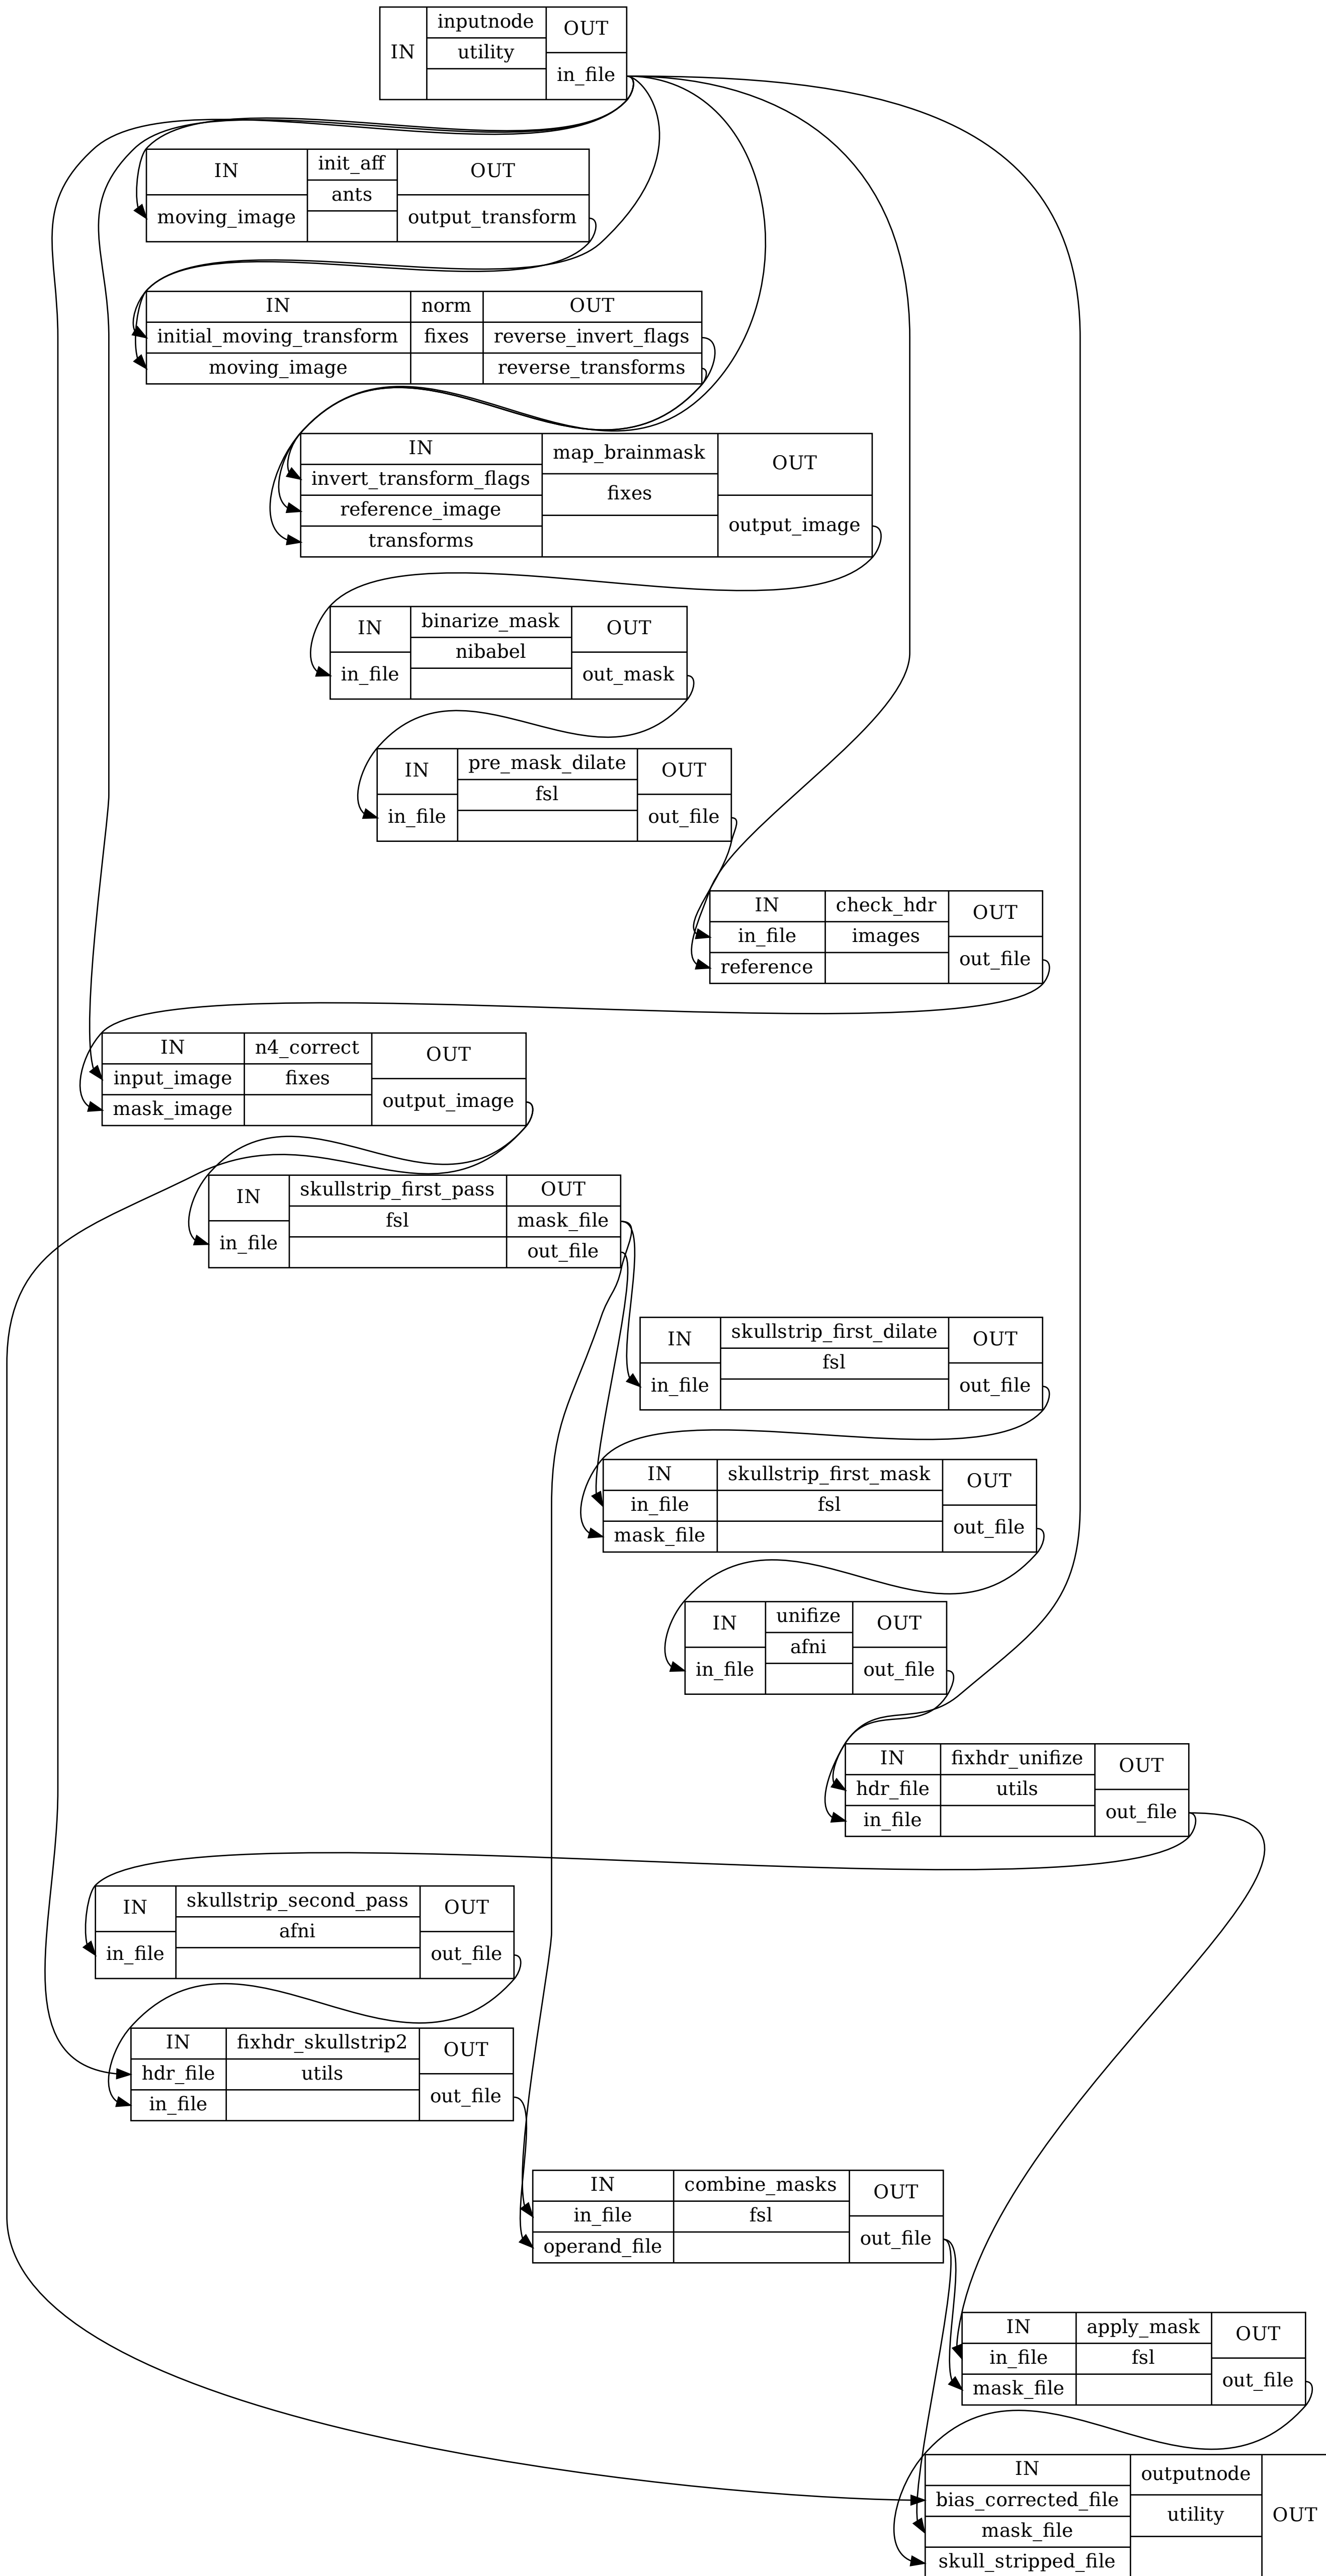 inputnode OUT
IN utility
in_file
IN init_aff OUT
ants
moving_image output_transform
IN norm OUT
initial_moving_transform fixes reverse_invert_flags
moving_image reverse_transforms
IN map_brainmask OUT
invert_transform_flags fixes
reference_image output_image
transforms
IN binarize_mask OUT
nibabel
in_file out_mask
IN pre_mask_dilate OUT
fsl
in_file out_file
IN check_hdr OUT
in_file images
reference out_file
IN n4_correct OUT
input_image fixes
mask_image output_image
IN skullstrip_first_pass OUT
fsl mask_file
in_file out_file
IN skullstrip_first_dilate OUT
fsl
in_file out_file
IN skullstrip_first_mask OUT
in_file fsl
mask_file out_file
IN unifize OUT
afni
in_file out_file
IN fixhdr_unifize OUT
hdr_file utils
in_file out_file
IN skullstrip_second_pass OUT
afni
in_file out_file
IN fixhdr_skullstrip2 OUT
hdr_file utils
in_file out_file
IN combine_masks OUT
in_file fsl
operand_file out_file
IN apply_mask OUT
in_file fsl
mask_file out_file
IN outputnode
bias_corrected_file utility OUT
mask_file
skull_stripped_file